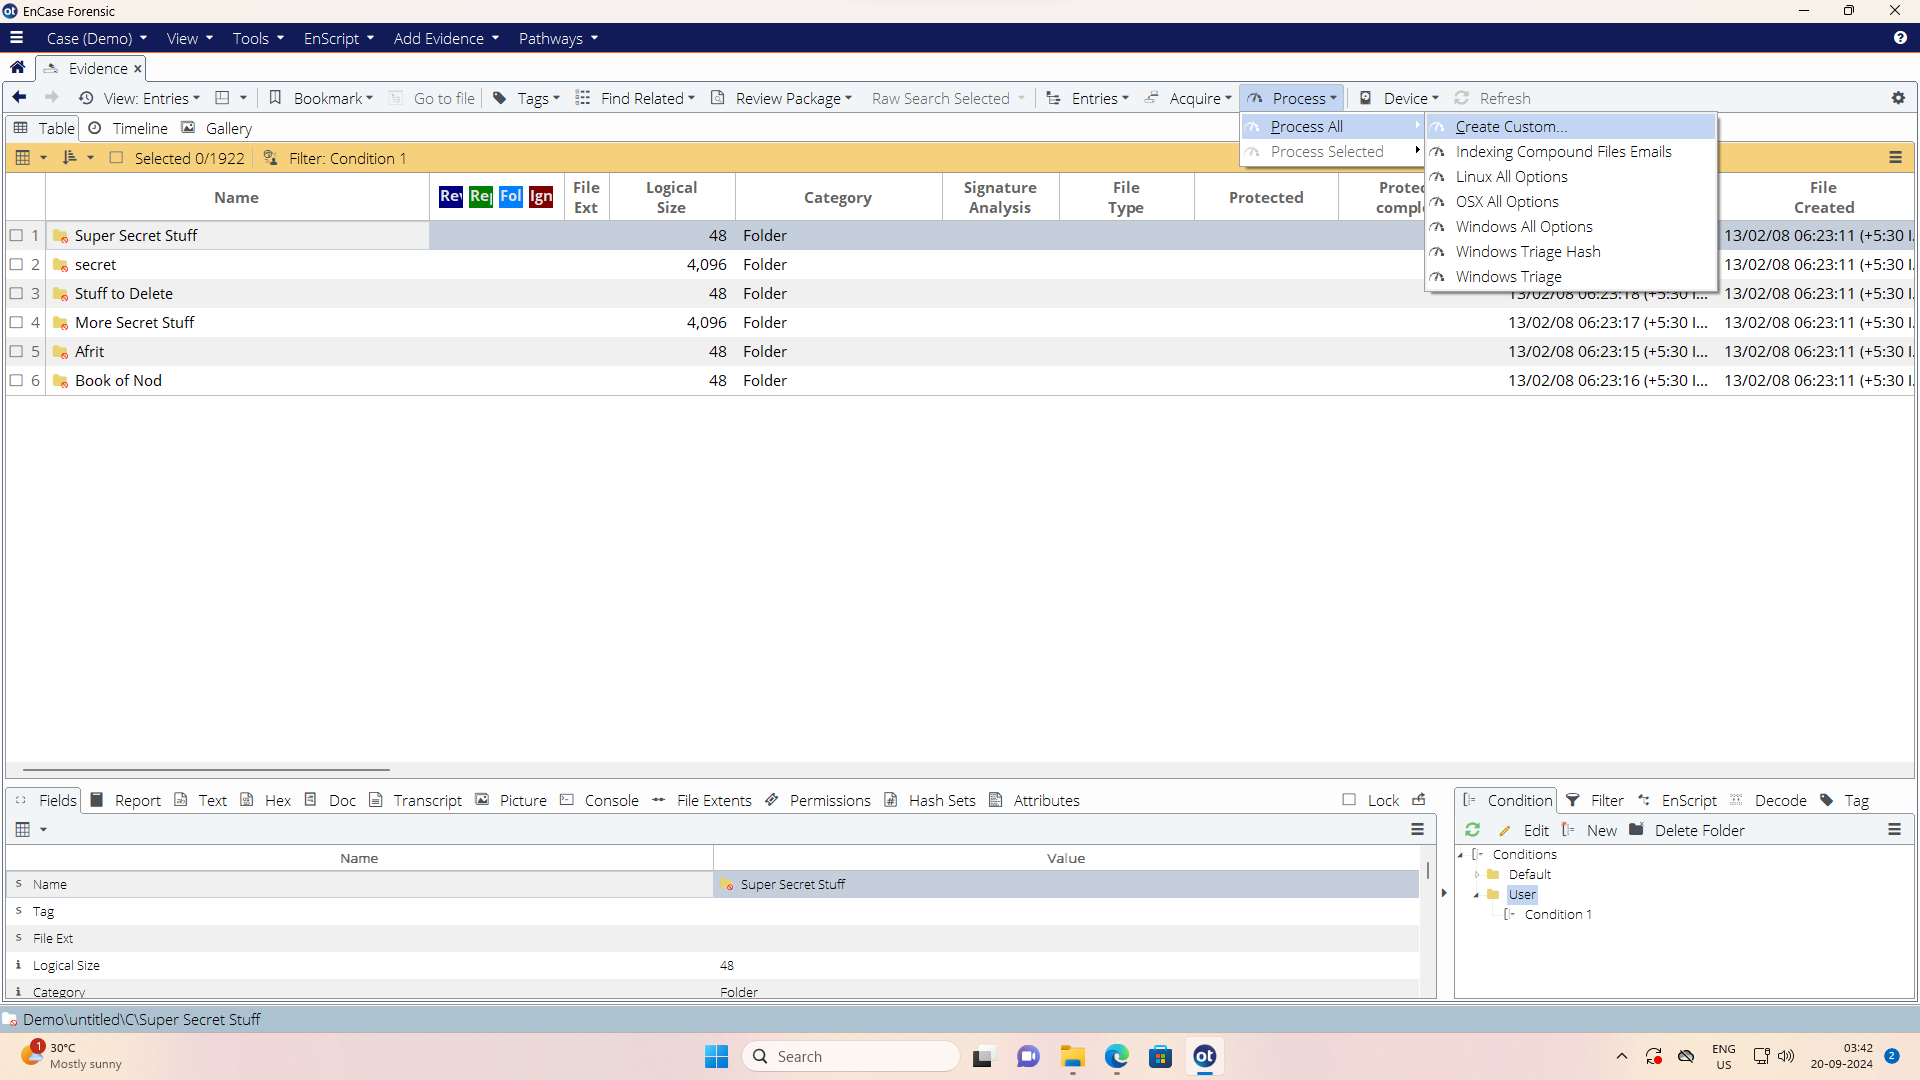 EnCase Forensic
Case (Demo) View Tools EnScript Add Evidence Pathways
Evidence
View: Entries Bookmark Go to file Tags Find Related Review Package Raw Search Selected Entries Acquire Process Device Refresh
Table Timeline Gallery
Process All
Process Selected
Create Custom...
Indexing Compound Files Emails
Linux All Options
OSX All Options
Windows All Options
Windows Triage Hash
Windows Triage
Selected 0/1922 Filter: Condition 1
Name Rev Rep Fol Ign File Ext Logical Size Category Signature Analysis File Type Protected Protec comple File Created
1 Super Secret Stuff 48 Folder 13/02/08 06:23:11 (+5:30 I.
2 secret 4,096 Folder 13/02/08 06:23:11 (+5:30 I.
3 Stuff to Delete 48 Folder 13/02/08 06:23:18 (+5:30 I... 13/02/08 06:23:11 (+5:30 I.
4 More Secret Stuff 4,096 Folder 13/02/08 06:23:17 (+5:30 I... 13/02/08 06:23:11 (+5:30 I.
5 Afrit 48 Folder 13/02/08 06:23:15 (+5:30 I... 13/02/08 06:23:11 (+5:30 I.
6 Book of Nod 48 Folder 13/02/08 06:23:16 (+5:30 I... 13/02/08 06:23:11 (+5:30 I.
Fields Report Text Hex Doc Transcript Picture Console File Extents Permissions Hash Sets Attributes Lock
Name Value
s Name Super Secret Stuff
s Tag
s File Ext
i Logical Size 48
i Category Folder
Condition Filter EnScript Decode Tag
Edit New Delete Folder
Conditions
Default
User
Condition 1
Demo\untitled\C\Super Secret Stuff
1
30°C
Mostly sunny
Search
ot
ENG
US
03:42
20-09-2024
2